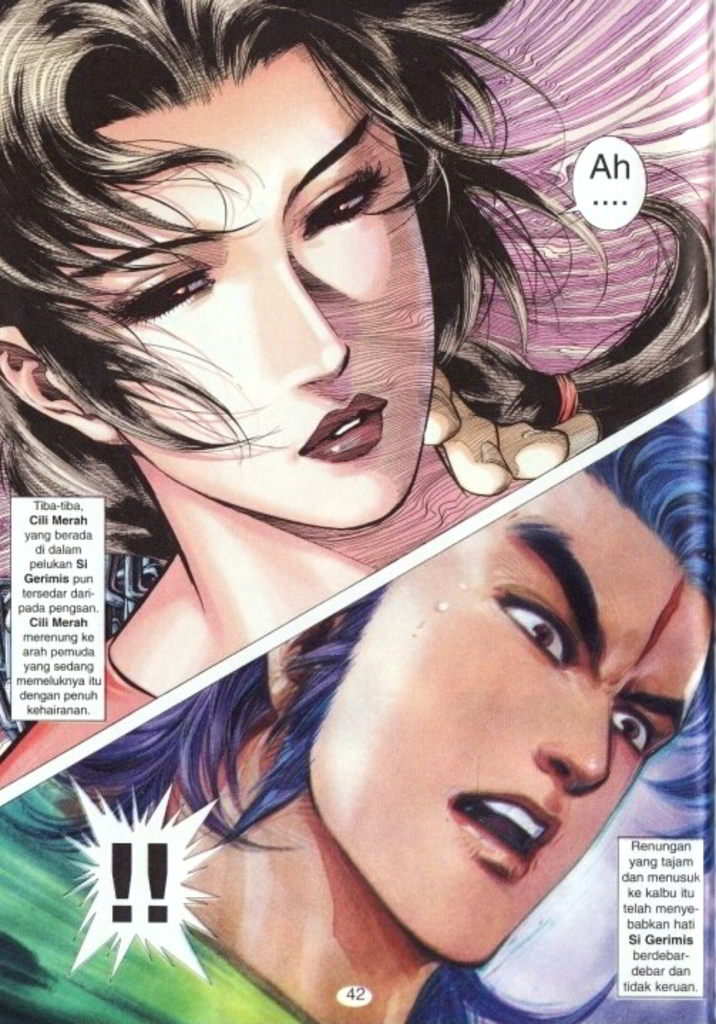 Ah
....
Tiba-tiba,
Cili Merah
yang berada
di dalam
pelukan Si
Gerimis pun
tersedar dari-
pada pengsan.
Cili Merah
merenung ke
arah pemuda
yang sedang
memeluknya itu
dengan penuh
kehairanan.
!!
Renungan
yang tajam
dan menusuk
ke kalbu itu
telah menye-
babkan hati
Si Gerimis
berdebar-
debar dan
tidak keruan.
42